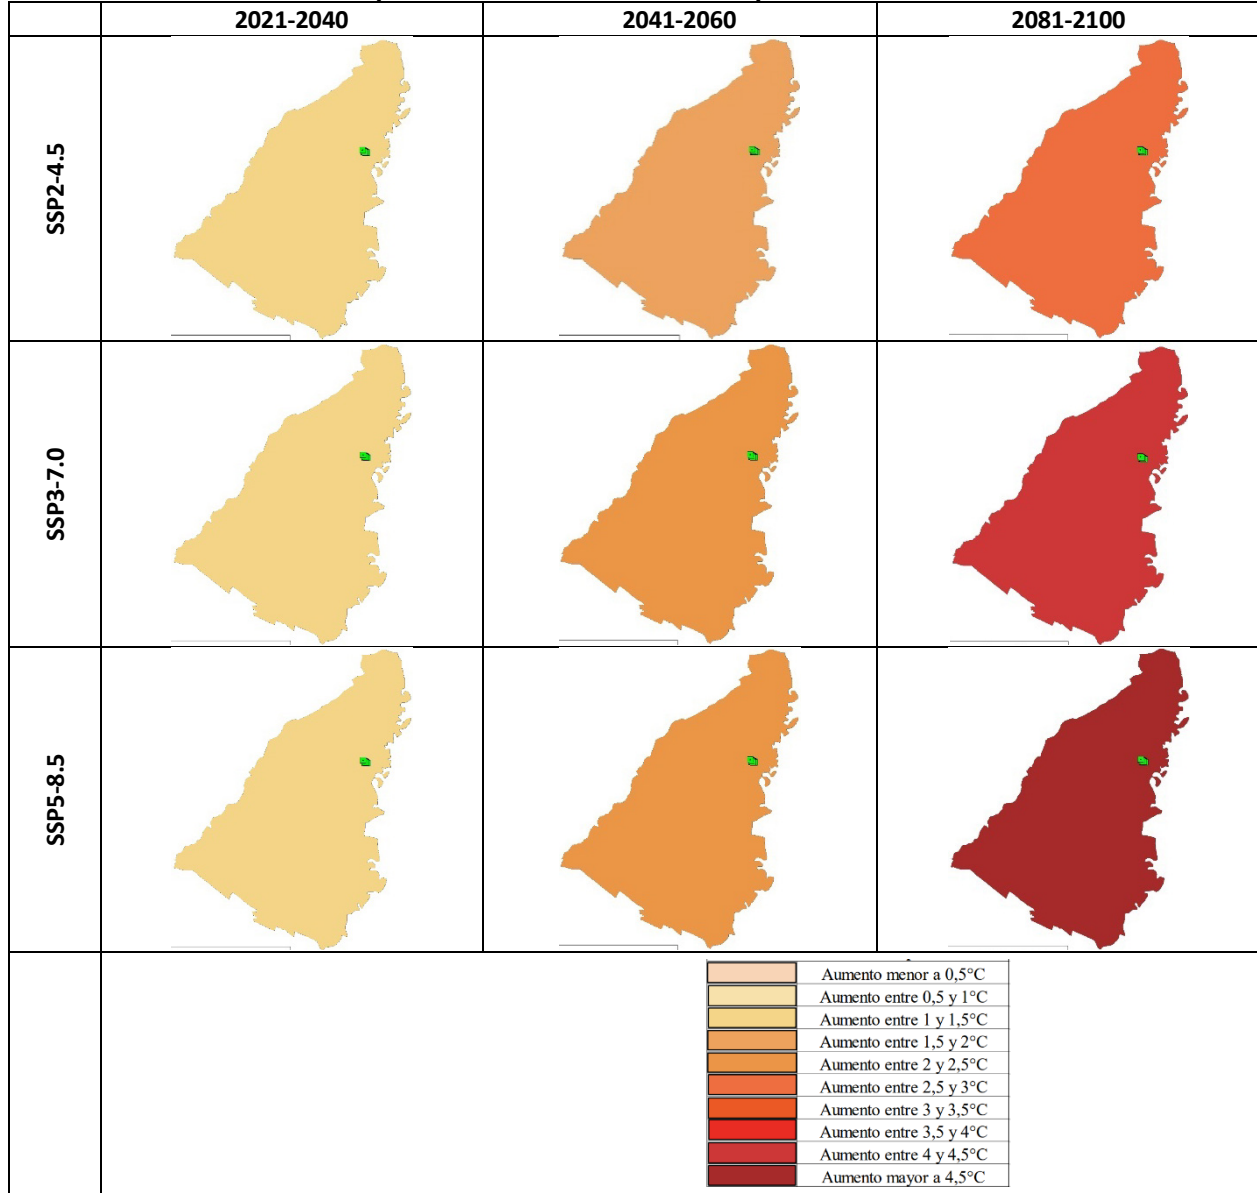 2021-2040 2041-2060 2081-2100
SSP2-4.5
SSP3-7.0
SSP5-8.5
Aumento menor a 0,5°C
Aumento entre 0,5 y 1°C
Aumento entre 1 y 1,5°C
Aumento entre 1,5 y 2°C
Aumento entre 2 y 2,5°C
Aumento entre 2,5 y 3°C
Aumento entre 3 y 3,5°C
Aumento entre 3,5 y 4°C
Aumento entre 4 y 4,5°C
Aumento mayor a 4,5°C